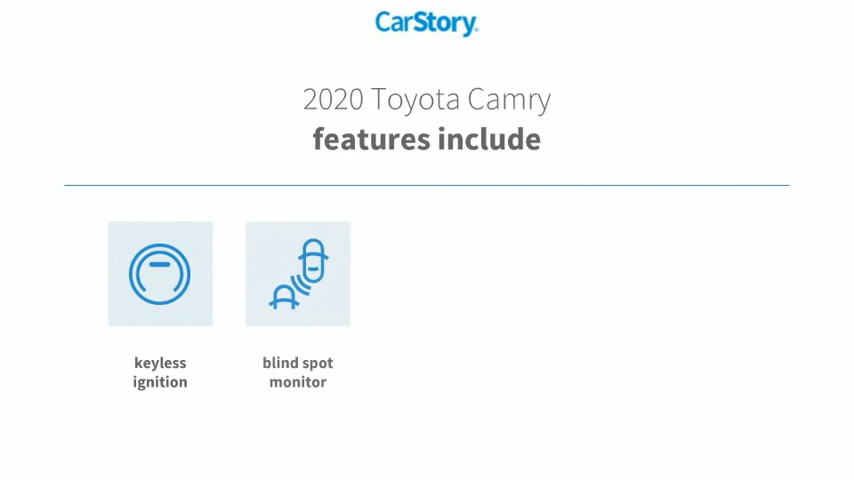 CarStory
2020 Toyota Camry
features include
keyless
ignition
blind spot
monitor